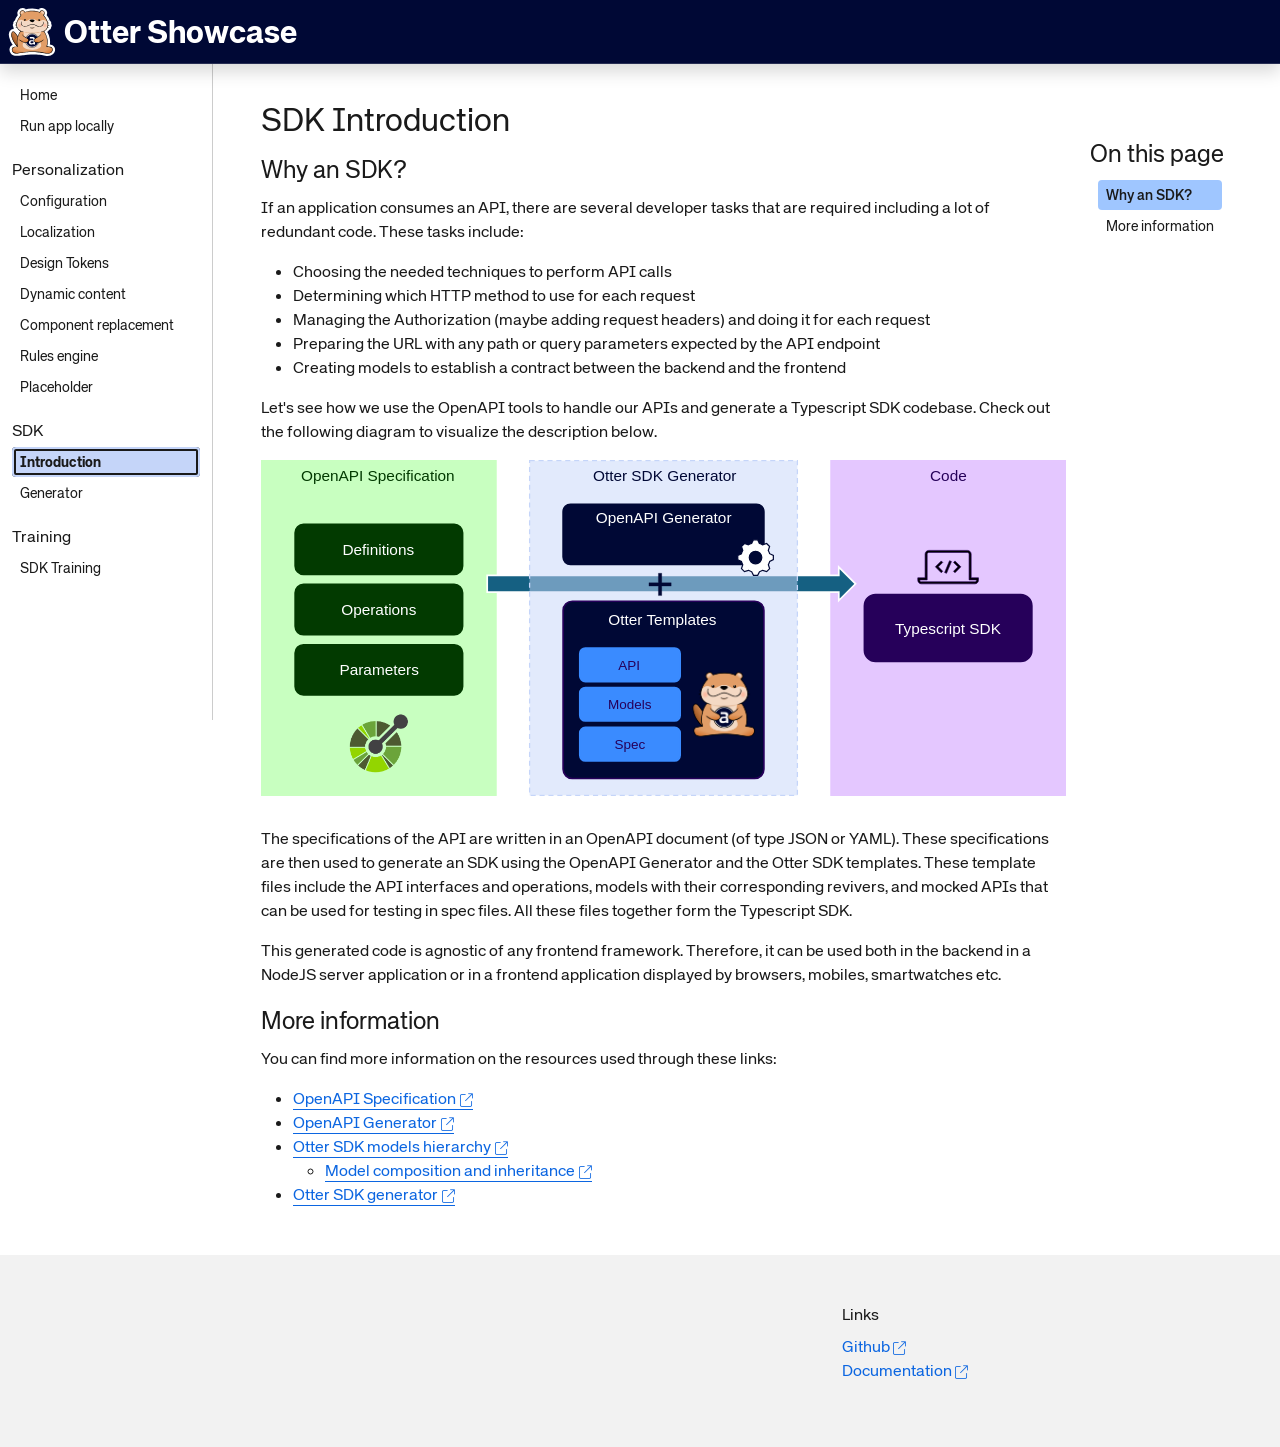 Otter Showcase
Home
Run app locally
Personalization
Configuration
Localization
Design Tokens
Dynamic content
Component replacement
Rules engine
Placeholder
SDK
Introduction
Generator
Training
SDK Training
SDK Introduction
Why an SDK?
If an application consumes an API, there are several developer tasks that are required including a lot of
redundant code. These tasks include:
Choosing the needed techniques to perform API calls
Determining which HTTP method to use for each request
Managing the Authorization (maybe adding request headers) and doing it for each request
Preparing the URL with any path or query parameters expected by the API endpoint
Creating models to establish a contract between the backend and the frontend
Let's see how we use the OpenAPI tools to handle our APIs and generate a Typescript SDK codebase. Check out
the following diagram to visualize the description below.
OpenAPI Specification
Definitions
Operations
Parameters
Otter SDK Generator
OpenAPI Generator
+
Otter Templates
API
Models
Spec
a
Code
</>
Typescript SDK
The specifications of the API are written in an OpenAPI document (of type JSON or YAML). These specifications
are then used to generate an SDK using the OpenAPI Generator and the Otter SDK templates. These template
files include the API interfaces and operations, models with their corresponding revivers, and mocked APIs that
can be used for testing in spec files. All these files together form the Typescript SDK.
This generated code is agnostic of any frontend framework. Therefore, it can be used both in the backend in a
NodeJS server application or in a frontend application displayed by browsers, mobiles, smartwatches etc.
More information
You can find more information on the resources used through these links:
OpenAPI Specification
OpenAPI Generator
Otter SDK models hierarchy
Model composition and inheritance
Otter SDK generator
On this page
Why an SDK?
More information
Links
Github
Documentation